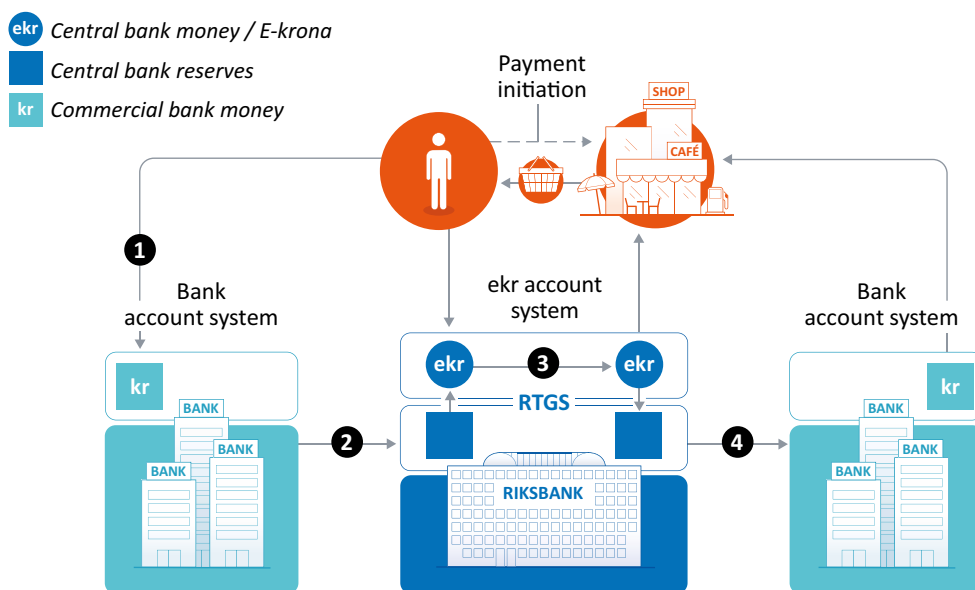 ekr Central bank money / E-krona
Central bank reserves
kr Commercial bank money
Payment
initiation
SHOP
CAFÉ
1
Bank
account system
ekr account
system
Bank
account system
kr
ekr
3
ekr
kr
RTGS
BANK
BANK
BANK
2
RIKSBANK
4
BANK
BANK
BANK